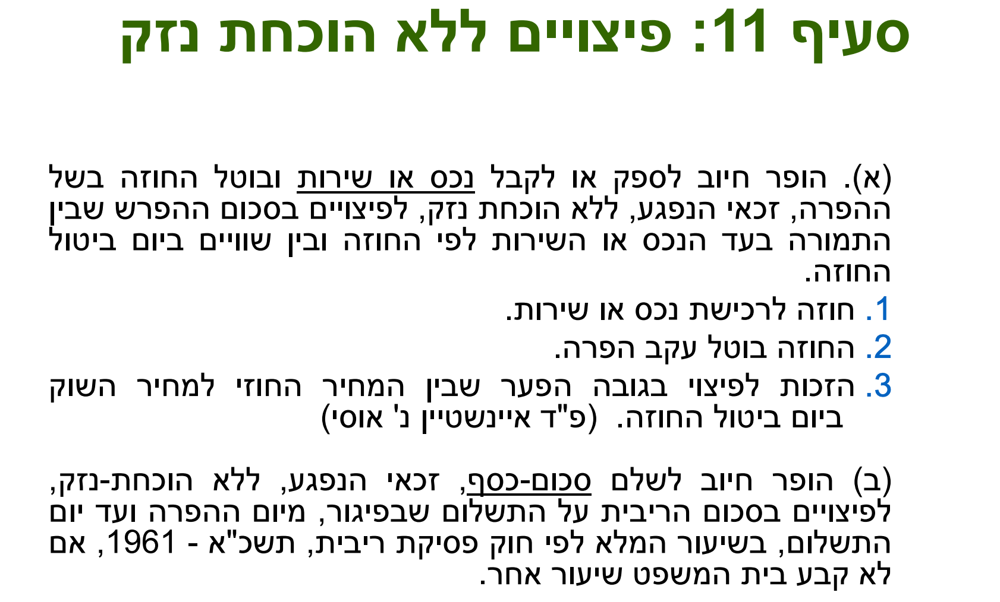 סעיף 11: פיצויים ללא הוכחת נזק
(א). הופר חיוב לספק או לקבל נכס או שירות ובוטל החוזה בשל
ההפרה, זכאי הנפגע, ללא הוכחת נזק, לפיצויים בסכום ההפרש שבין
התמורה בעד הנכס או השירות לפי החוזה ובין שוויים ביום ביטול
החוזה.
1. חוזה לרכישת נכס או שירות.
2. החוזה בוטל עקב הפרה.
3. הזכות לפיצוי בגובה הפער שבין המחיר החוזי למחיר השוק
ביום ביטול החוזה. (פ"ד איינשטיין נ' אוסי)
(ב) הופר חיוב לשלם סכום-כסף, זכאי הנפגע, ללא הוכחת-נזק,
לפיצויים בסכום הריבית על התשלום שבפיגור, מיום ההפרה ועד יום
התשלום, בשיעור המלא לפי חוק פסיקת ריבית, תשכ"א - 1961, אם
לא קבע בית המשפט שיעור אחר.